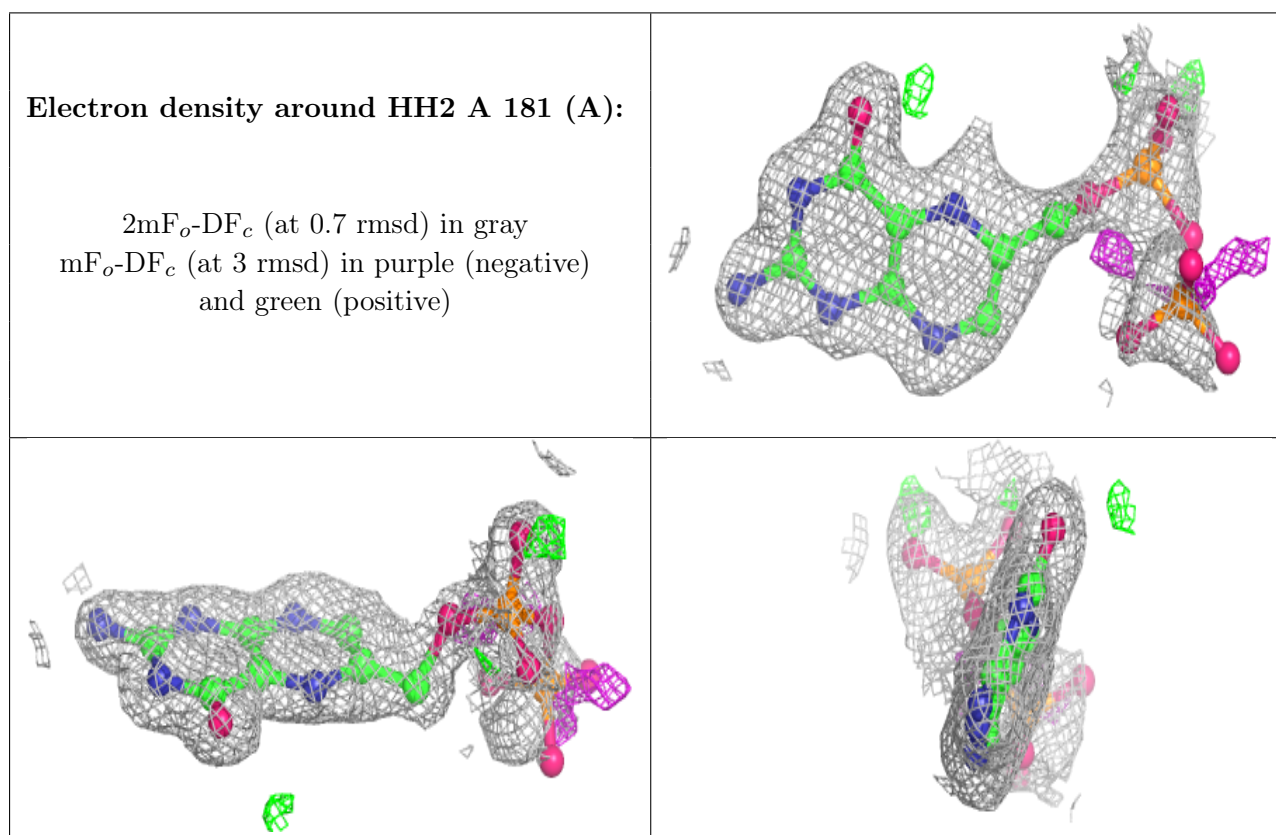 Electron density around HH2 A 181 (A):
2mFo-DFc (at 0.7 rmsd) in gray
mFo-DFc (at 3 rmsd) in purple (negative)
and green (positive)